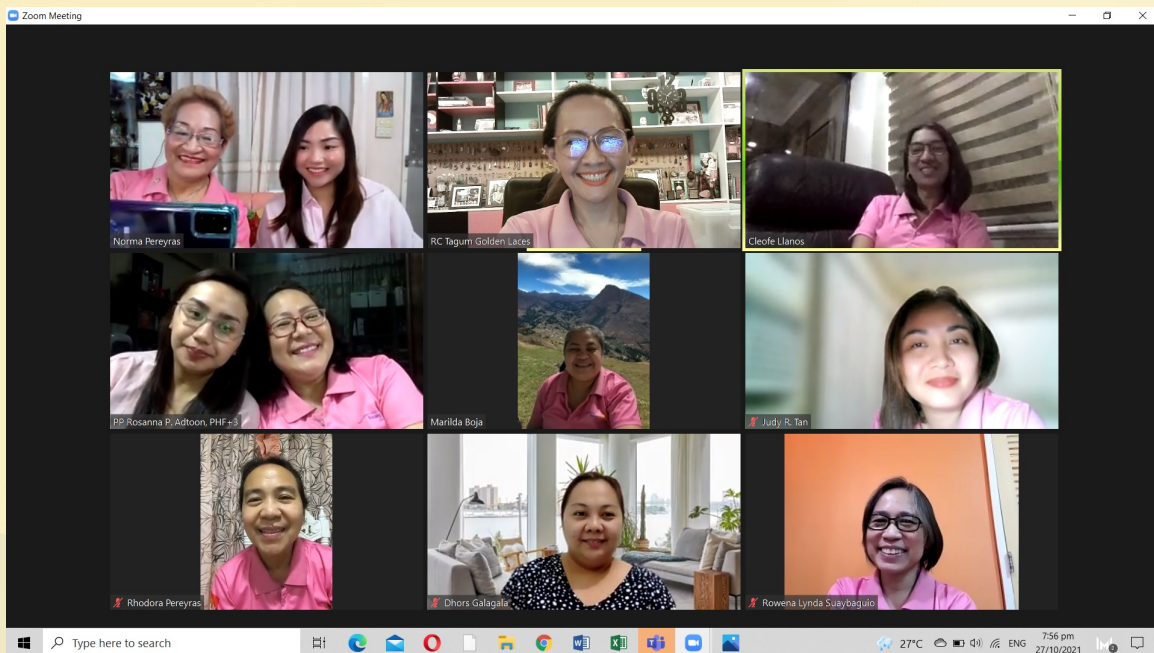 Zoom Meeting
Norma Pereyras
RC Tagum Golden Laces
Cleofe Llanos
PP Rosanna P. Adtoon, PHF+3
Marilda Boja
Judy R. Tan
Rhodora Pereyras
Dhors Galagala
Rowena Lynda Suaybaguio
Type here to search
27°C
ENG
7:56 pm
27/10/2021